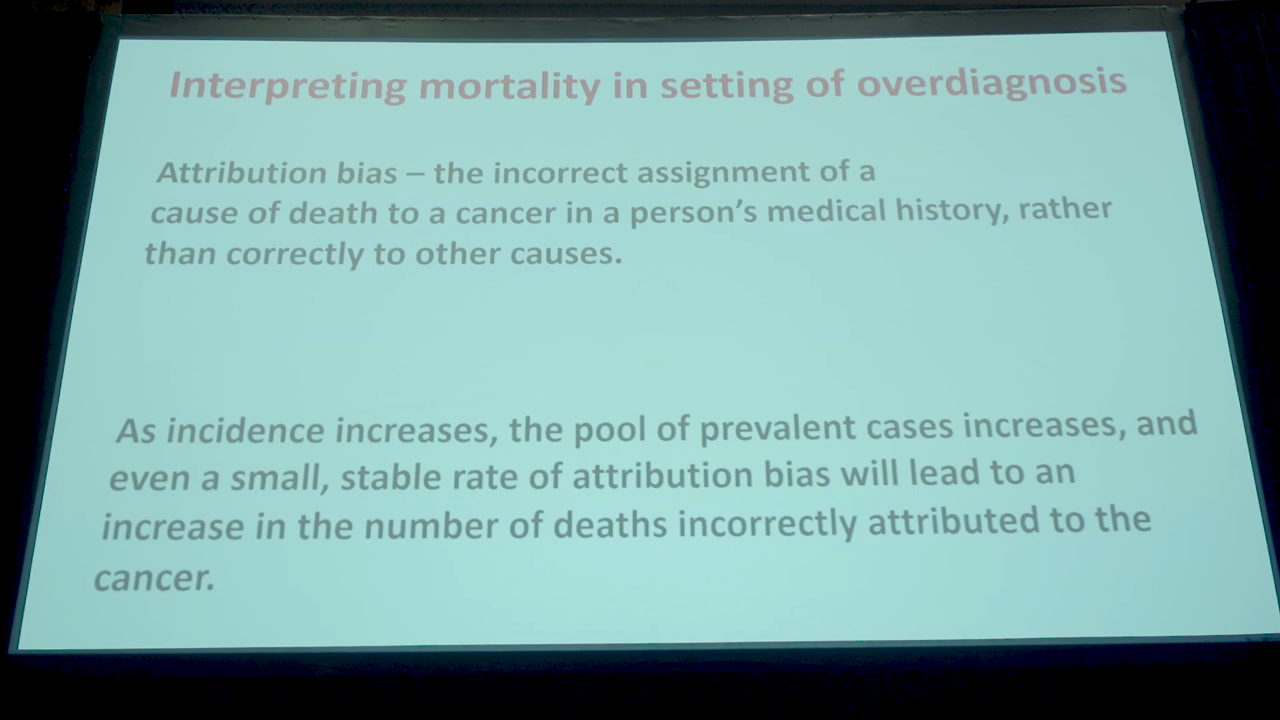 Interpreting mortality in setting of overdiagnosis
Attribution bias – the incorrect assignment of a
cause of death to a cancer in a person’s medical history, rather
than correctly to other causes.
As incidence increases, the pool of prevalent cases increases, and
even a small, stable rate of attribution bias will lead to an
increase in the number of deaths incorrectly attributed to the
cancer.